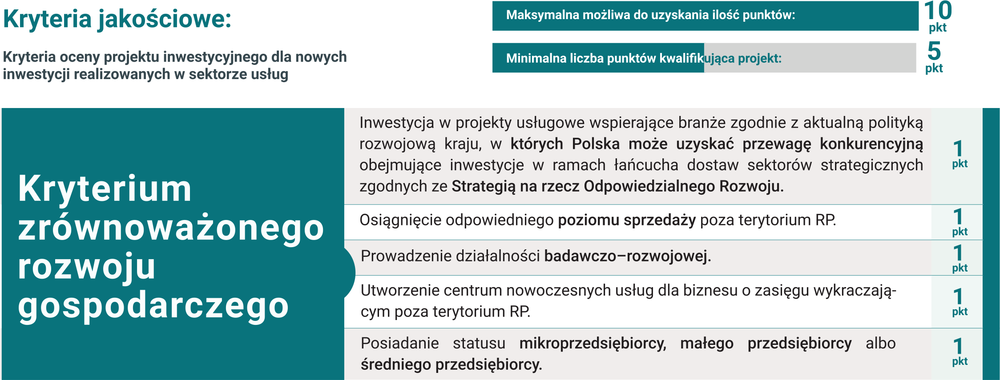 Kryteria jakościowe:
Kryteria oceny projektu inwestycyjnego dla nowych
inwestycji realizowanych w sektorze usług
Maksymalna możliwa do uzyskania ilość punktów:
10
pkt
Minimalna liczba punktów kwalifikująca projekt:
5
pkt
Kryterium
zrównoważonego
rozwoju
gospodarczego
Inwestycja w projekty usługowe wspierające branże zgodnie z aktualną polityką
rozwojową kraju, w których Polska może uzyskać przewagę konkurencyjną
obejmujące inwestycje w ramach łańcucha dostaw sektorów strategicznych
zgodnych ze Strategią na rzecz Odpowiedzialnego Rozwoju.
1
pkt
Osiągnięcie odpowiedniego poziomu sprzedaży poza terytorium RP.
1
pkt
Prowadzenie działalności badawczo–rozwojowej.
1
pkt
Utworzenie centrum nowoczesnych usług dla biznesu o zasięgu wykraczają-
cym poza terytorium RP.
1
pkt
Posiadanie statusu mikroprzedsiębiorcy, małego przedsiębiorcy albo
średniego przedsiębiorcy.
1
pkt